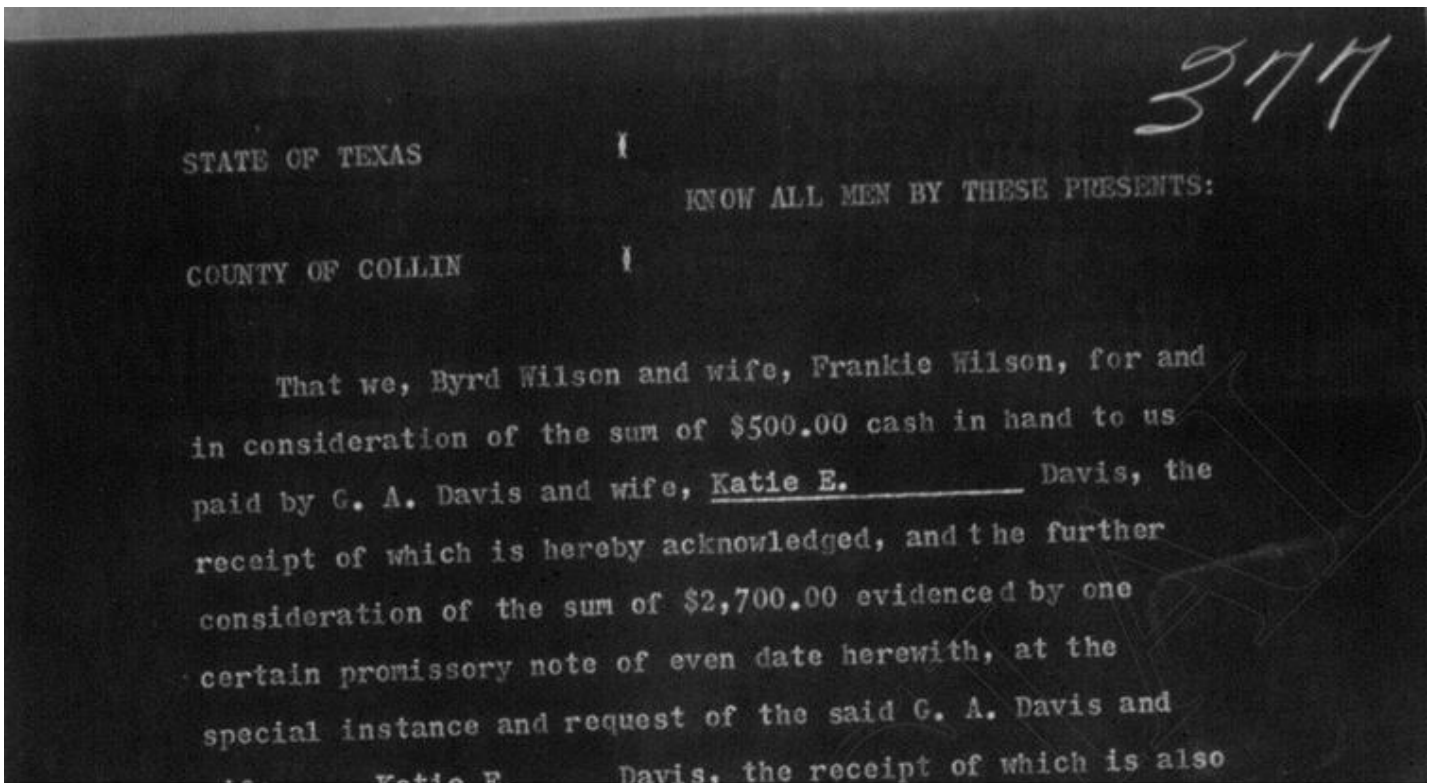 377
STATE OF TEXAS
KNOW ALL MEN BY THESE PRESENTS:
COUNTY OF COLLIN
That we, Byrd Wilson and wife, Frankie Wilson, for and
in consideration of the sum of $500.00 cash in hand to us
paid by G. A. Davis and wife, Katie E. Davis, the
receipt of which is hereby acknowledged, and the further
consideration of the sum of $2,700.00 evidenced by one
certain promissory note of even date herewith, at the
special instance and request of the said G. A. Davis and
Katie E. Davis, the receipt of which is also